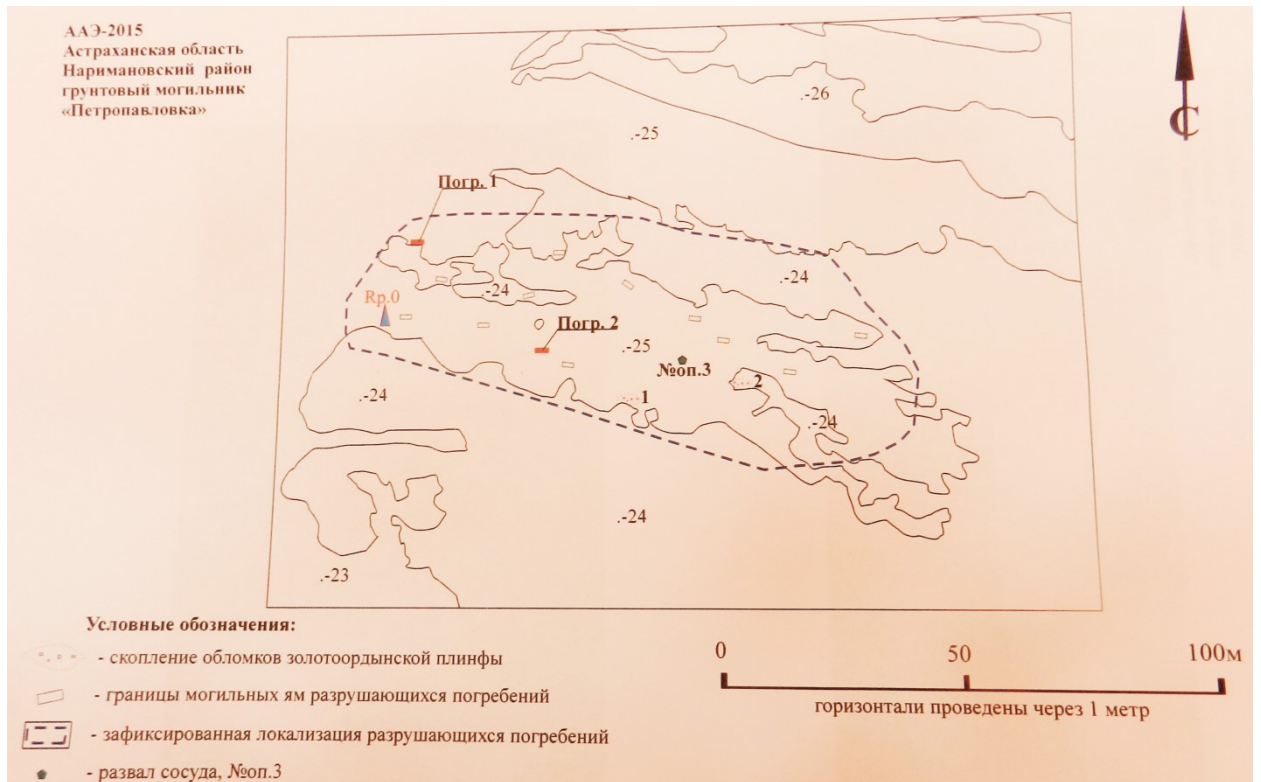 ААЭ-2015
Астраханская область
Наримановский район
грунтовый могильник
«Петропавловка»
.-26
.-25
С
Погр. 1
.-24
.-24
Rp.0
Погр. 2
.-25
№оп.3
2
1
.-24
.-24
.-24
.-23
Условные обозначения:
- скопление обломков золотоордынской плинфы
- границы могильных ям разрушающихся погребений
- зафиксированная локализация разрушающихся погребений
- развал сосуда, №оп.3
0 50 100м
горизонтали проведены через 1 метр